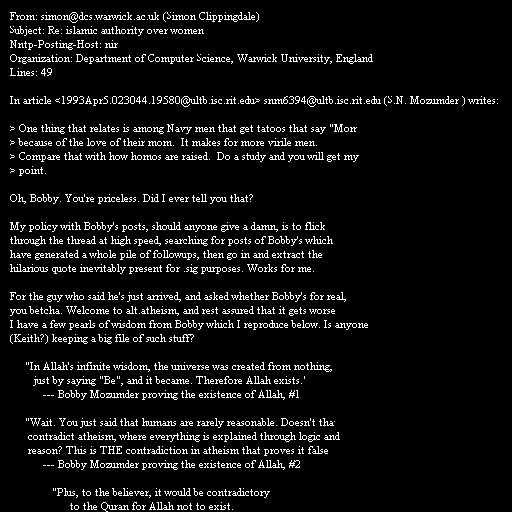 From: simon@dcs.warwick.ac.uk (Simon Clippingdale)
Subject: Re: islamic authority over women
Nntp-Posting-Host: nir
Organization: Department of Computer Science, Warwick University, England
Lines: 49

In article <1993Apr5.023044.19580@ultb.isc.rit.edu> snm6394@ultb.isc.rit.edu (S.N. Mozumder ) writes:

> One thing that relates is among Navy men that get tatoos that say "Mom
> because of the love of their mom.  It makes for more virile men.
> Compare that with how homos are raised.  Do a study and you will get my
> point.

Oh, Bobby. You're priceless. Did I ever tell you that?

My policy with Bobby's posts, should anyone give a damn, is to flick
through the thread at high speed, searching for posts of Bobby's which
have generated a whole pile of followups, then go in and extract the
hilarious quote inevitably present for .sig purposes. Works for me.

For the guy who said he's just arrived, and asked whether Bobby's for real,
you betcha. Welcome to alt.atheism, and rest assured that it gets worse
I have a few pearls of wisdom from Bobby which I reproduce below. Is anyone
(Keith?) keeping a big file of such stuff?

"In Allah's infinite wisdom, the universe was created from nothing,
just by saying "Be", and it became. Therefore Allah exists.'
--- Bobby Mozumder proving the existence of Allah, #1

"Wait. You just said that humans are rarely reasonable. Doesn't tha
contradict atheism, where everything is explained through logic and
reason? This is THE contradiction in atheism that proves it false
--- Bobby Mozumder proving the existence of Allah, #2

"Plus, to the believer, it would be contradictory
to the Quran for Allah not to exist.